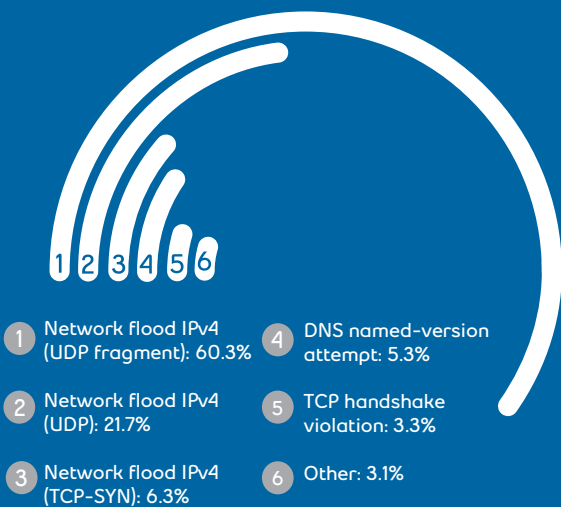 1 2 3 4 5 6
1 Network flood IPv4
(UDP fragment): 60.3%
2 Network flood IPv4
(UDP): 21.7%
3 Network flood IPv4
(TCP-SYN): 6.3%
4 DNS named-version
attempt: 5.3%
5 TCP handshake
violation: 3.3%
6 Other: 3.1%